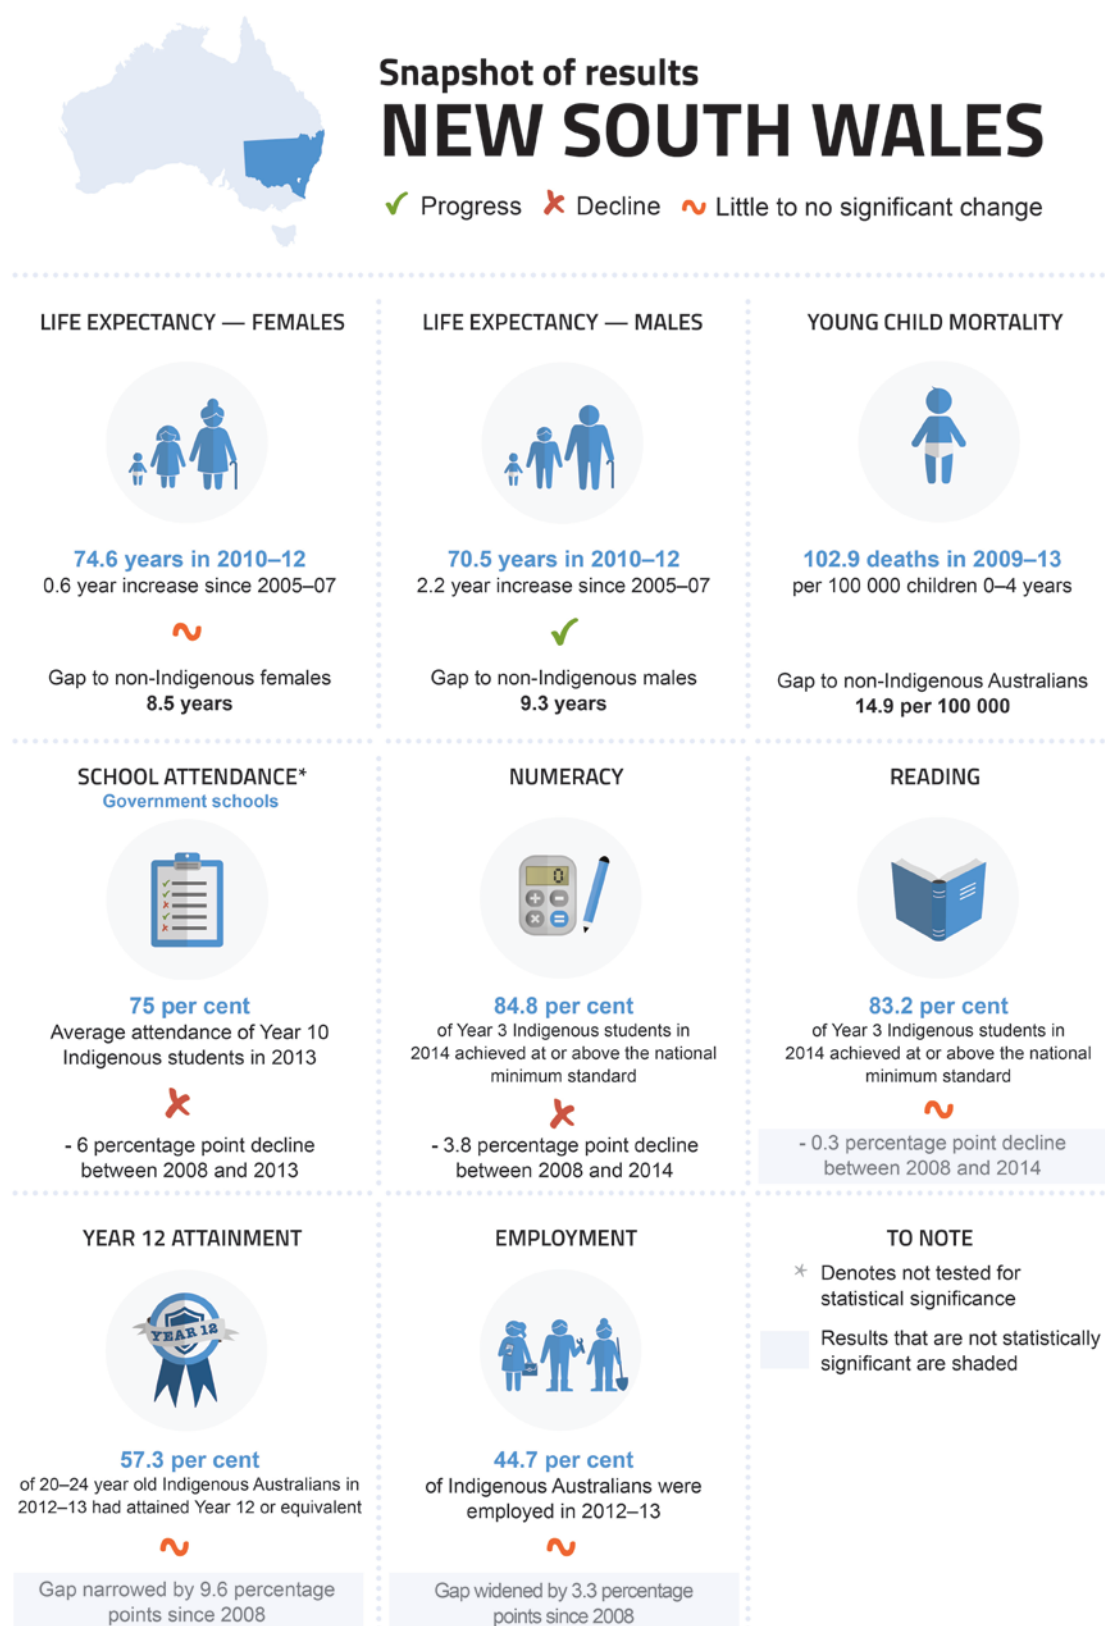 Snapshot of results
NEW SOUTH WALES
✓ Progress ✗ Decline ~ Little to no significant change
LIFE EXPECTANCY — FEMALES
74.6 years in 2010–12
0.6 year increase since 2005–07
~
Gap to non-Indigenous females
8.5 years
LIFE EXPECTANCY — MALES
70.5 years in 2010–12
2.2 year increase since 2005–07
✓
Gap to non-Indigenous males
9.3 years
YOUNG CHILD MORTALITY
102.9 deaths in 2009–13
per 100 000 children 0–4 years
Gap to non-Indigenous Australians
14.9 per 100 000
SCHOOL ATTENDANCE*
Government schools
75 per cent
Average attendance of Year 10
Indigenous students in 2013
✗
- 6 percentage point decline
between 2008 and 2013
NUMERACY
0
+ −
× =
84.8 per cent
of Year 3 Indigenous students in
2014 achieved at or above the national
minimum standard
✗
- 3.8 percentage point decline
between 2008 and 2014
READING
83.2 per cent
of Year 3 Indigenous students in
2014 achieved at or above the national
minimum standard
~
- 0.3 percentage point decline
between 2008 and 2014
YEAR 12 ATTAINMENT
YEAR 12
57.3 per cent
of 20–24 year old Indigenous Australians in
2012–13 had attained Year 12 or equivalent
~
Gap narrowed by 9.6 percentage
points since 2008
EMPLOYMENT
44.7 per cent
of Indigenous Australians were
employed in 2012–13
~
Gap widened by 3.3 percentage
points since 2008
TO NOTE
* Denotes not tested for
statistical significance
Results that are not statistically
significant are shaded